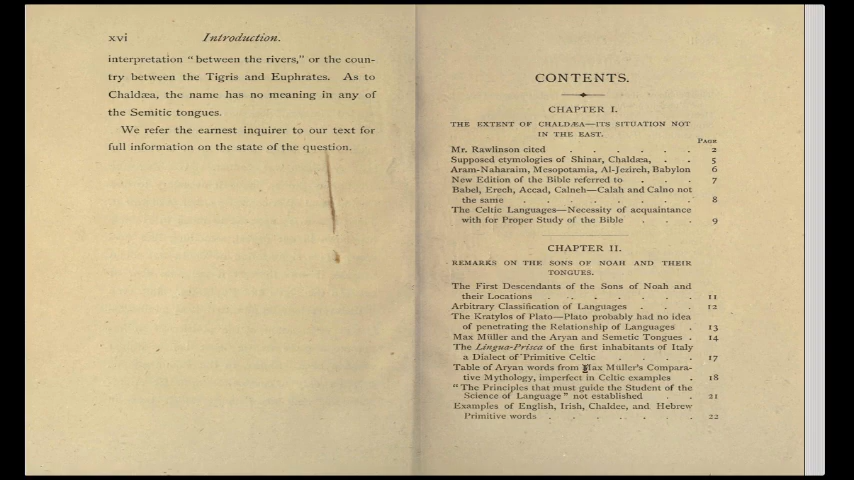 xvi Introduction.
interpretation "between the rivers," or the coun-
try between the Tigris and Euphrates. As to
Chaldæa, the name has no meaning in any of
the Semitic tongues.
We refer the earnest inquirer to our text for
full information on the state of the question.
CONTENTS.
CHAPTER I.
THE EXTENT OF CHALDÆA—ITS SITUATION NOT
IN THE EAST.
PAGE
Mr. Rawlinson cited . . . . . . 2
Supposed etymologies of Shinar, Chaldæa, . . 5
Aram-Naharaim, Mesopotamia, Al-Jezireh, Babylon 6
New Edition of the Bible referred to . . . 7
Babel, Erech, Accad, Calneh—Calah and Calno not
the same . . . . . . . 8
The Celtic Languages—Necessity of acquaintance
with for Proper Study of the Bible . . . 9
CHAPTER II.
REMARKS ON THE SONS OF NOAH AND THEIR
TONGUES.
The First Descendants of the Sons of Noah and
their Locations . . . . . . 11
Arbitrary Classification of Languages . . . 12
The Kratylos of Plato—Plato probably had no idea
of penetrating the Relationship of Languages . 13
Max Müller and the Aryan and Semetic Tongues . 14
The Lingua-Prisca of the first inhabitants of Italy
a Dialect of Primitive Celtic . . . . 17
Table of Aryan words from Max Müller's Compara-
tive Mythology, imperfect in Celtic examples . 18
"The Principles that must guide the Student of the
Science of Language" not established . . 21
Examples of English, Irish, Chaldee, and Hebrew
Primitive words . . . . . . . 22